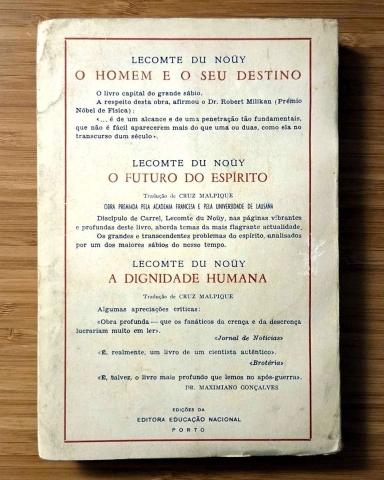 LECOMTE DU NOÜY
O HOMEM E O SEU DESTINO
O livro capital do grande sábio.
A respeito desta obra, afirmou o Dr. Robert Milikan (Prémio
Nóbel de Física):
«... é de um alcance e de uma penetração tão fundamentais,
que não é fácil aparecerem mais do que uma ou duas, como ela no
transcurso dum século».
LECOMTE DU NOÜY
O FUTURO DO ESPÍRITO
Tradução de CRUZ MALPIQUE
OBRA PREMIADA PELA ACADEMIA FRANCESA E PELA UNIVERSIDADE DE LAUSANA
Discípulo de Carrel, Lecomte du Noüy, nas páginas vibrantes
e profundas deste livro, aborda temas da mais flagrante actualidade.
Os grandes e transcendentes problemas do espírito, analisados
por um dos maiores sábios do nosso tempo.
LECOMTE DU NOÜY
A DIGNIDADE HUMANA
Tradução de CRUZ MALPIQUE
Algumas apreciações críticas:
«Obra profunda — que os fanáticos da crença e da descrença
lucrariam muito em ler».
«Jornal de Notícias»
«É, realmente, um livro de um cientista autêntico».
«Brotéria»
«É, talvez, o livro mais profundo que lemos no após-guerra».
DR. MAXIMIANO GONÇALVES
EDIÇÕES DA
EDITORA EDUCAÇÃO NACIONAL
PORTO